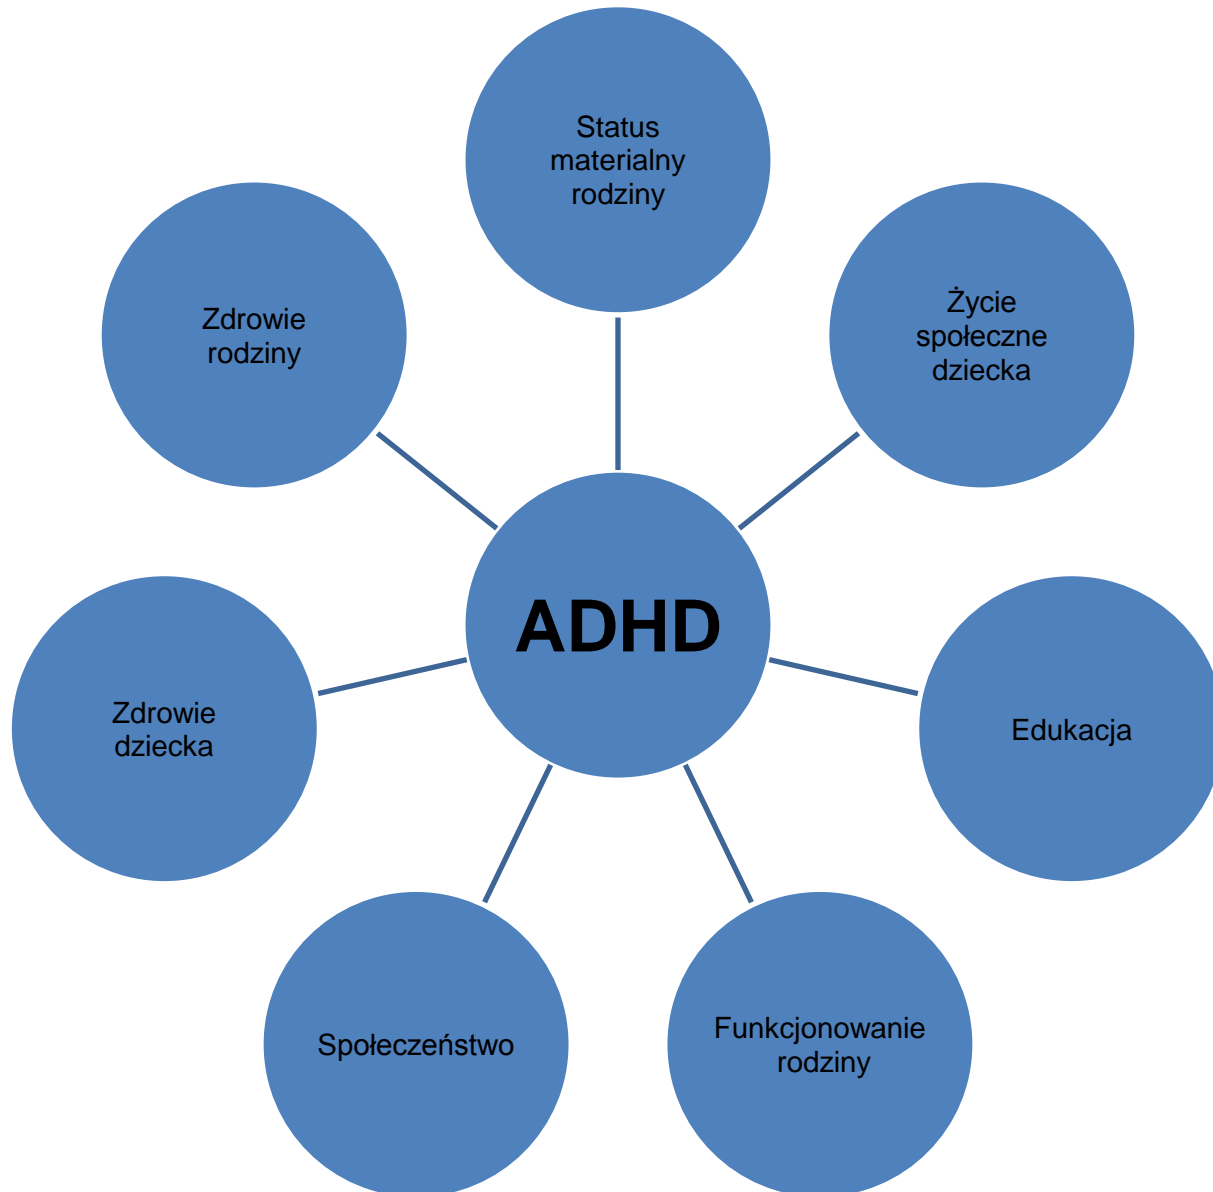 Status
materialny
rodziny
Życie
społeczne
dziecka
Edukacja
Funkcjonowanie
rodziny
Społeczeństwo
Zdrowie
dziecka
Zdrowie
rodziny
ADHD